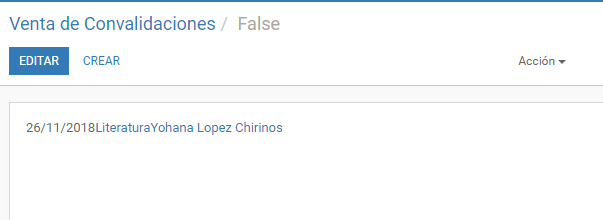 Venta de Convalidaciones / False
EDITAR CREAR Acción
26/11/2018LiteraturaYohana Lopez Chirinos